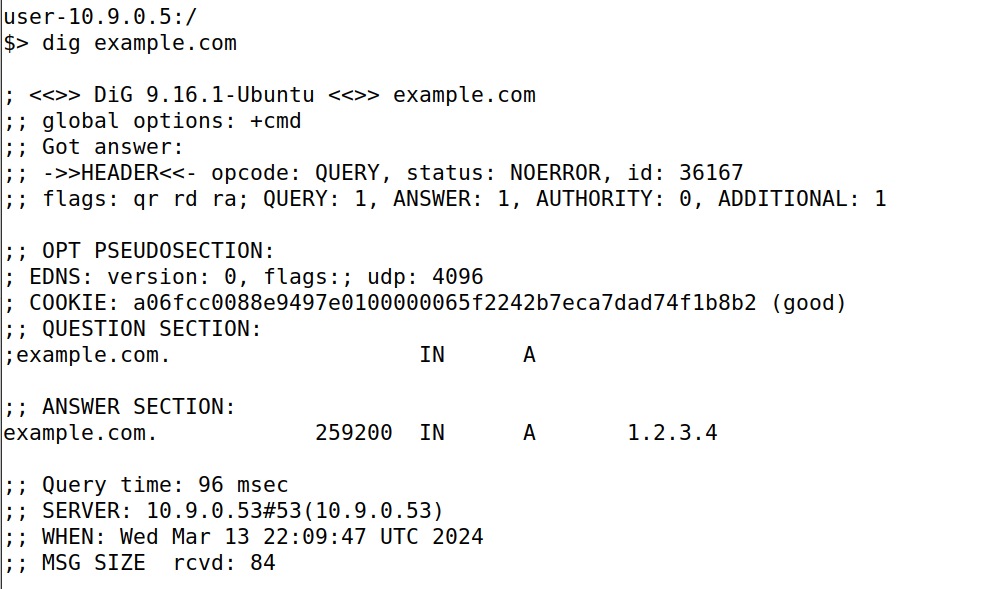 user-10.9.0.5:/
$> dig example.com
; <<>> DiG 9.16.1-Ubuntu <<>> example.com
;; global options: +cmd
;; Got answer:
;; ->>HEADER<<- opcode: QUERY, status: NOERROR, id: 36167
;; flags: qr rd ra; QUERY: 1, ANSWER: 1, AUTHORITY: 0, ADDITIONAL: 1
;; OPT PSEUDOSECTION:
; EDNS: version: 0, flags:; udp: 4096
; COOKIE: a06fcc0088e9497e0100000065f2242b7eca7dad74f1b8b2 (good)
;; QUESTION SECTION:
;example.com. IN A
;; ANSWER SECTION:
example.com. 259200 IN A 1.2.3.4
;; Query time: 96 msec
;; SERVER: 10.9.0.53#53(10.9.0.53)
;; WHEN: Wed Mar 13 22:09:47 UTC 2024
;; MSG SIZE  rcvd: 84